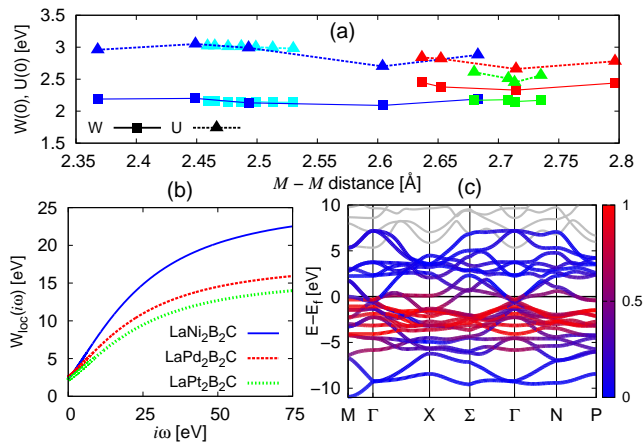 (a)
W(0), U(0) [eV]
3.5
3
2.5
2
1.5
W U
2.35 2.4 2.45 2.5 2.55 2.6 2.65 2.7 2.75 2.8
M − M distance [Å]
(b)
W_loc(iω) [eV]
25
20
15
10
5
0
LaNi₂B₂C
LaPd₂B₂C
LaPt₂B₂C
0 25 50 75
iω [eV]
(c)
E−E_f [eV]
10
5
0
-5
-10
M Γ X Σ Γ N P
1
0.5
0